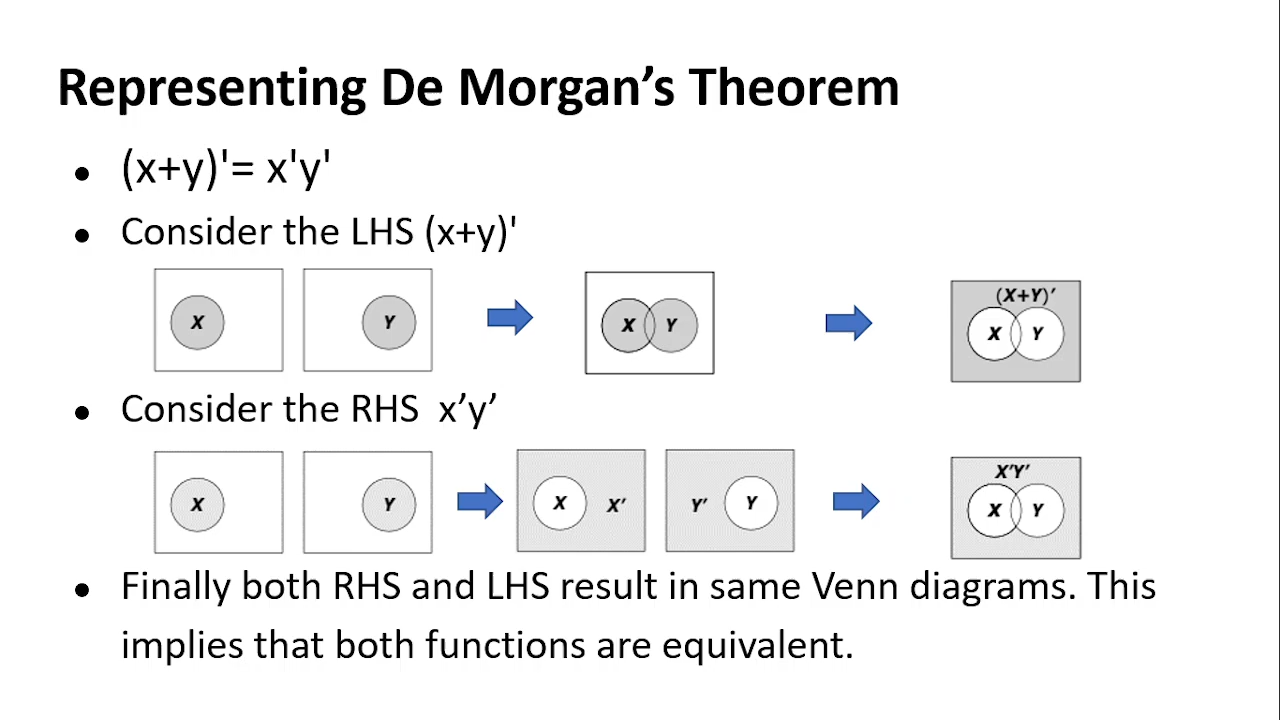 Representing De Morgan’s Theorem
● (x+y)'= x'y'
● Consider the LHS (x+y)'
X
Y
X Y
(X+Y)′
X Y
● Consider the RHS  x’y’
X
Y
X X′
Y′ Y
X′Y′
X Y
● Finally both RHS and LHS result in same Venn diagrams. This
implies that both functions are equivalent.